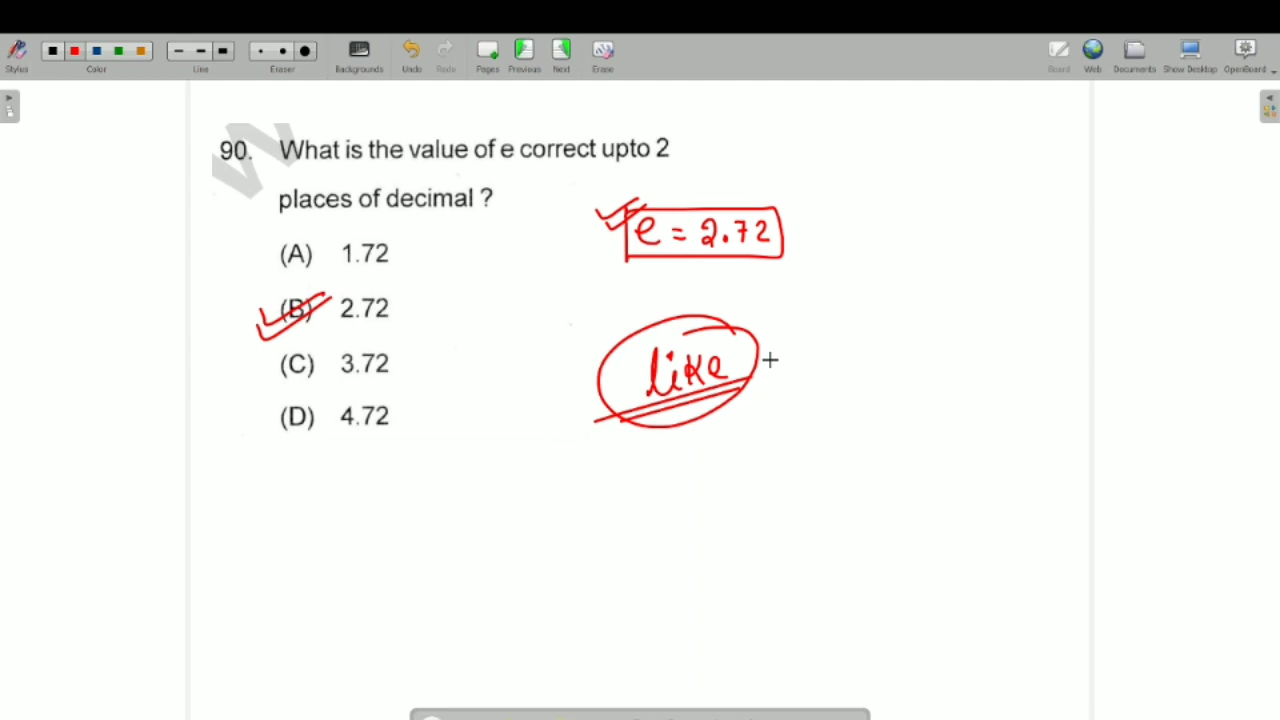 Stylus
Color
Line
Eraser
Backgrounds
Undo
Redo
Pages
Previous
Next
Erase
Board
Web
Documents
Show Desktop
OpenBoard
W
90. What is the value of e correct upto 2
places of decimal ?
e = 2.72
(A) 1.72
(B) 2.72
(C) 3.72
like
(D) 4.72